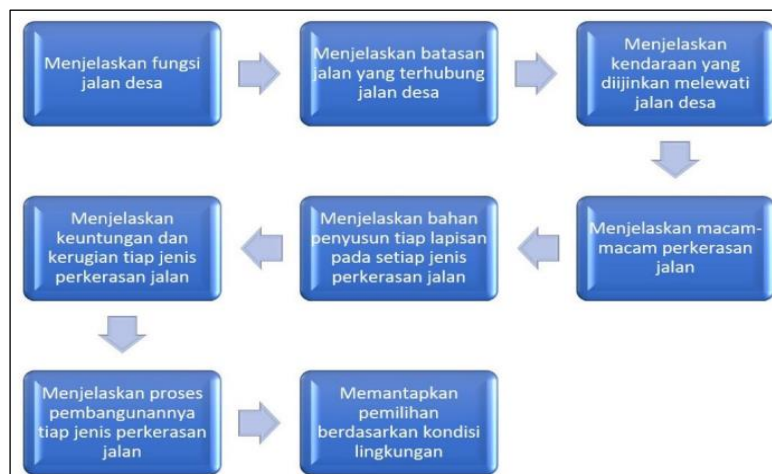 Menjelaskan fungsi
jalan desa
Menjelaskan batasan
jalan yang terhubung
jalan desa
Menjelaskan
kendaraan yang
diijinkan melewati
jalan desa
Menjelaskan macam-
macam perkerasan
jalan
Menjelaskan bahan
penyusun tiap lapisan
pada setiap jenis
perkerasan jalan
Menjelaskan
keuntungan dan
kerugian tiap jenis
perkerasan jalan
Menjelaskan proses
pembangunannya
tiap jenis perkerasan
jalan
Memantapkan
pemilihan
berdasarkan kondisi
lingkungan